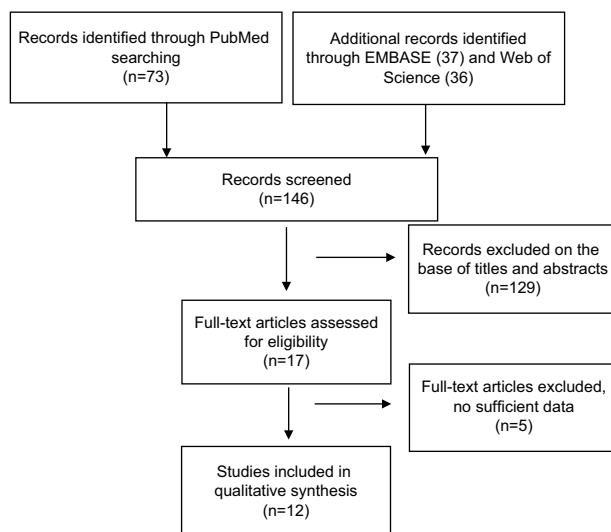 Records identified through PubMed
searching
(n=73)
Additional records identified
through EMBASE (37) and Web of
Science (36)
Records screened
(n=146)
Records excluded on the
base of titles and abstracts
(n=129)
Full-text articles assessed
for eligibility
(n=17)
Full-text articles excluded,
no sufficient data
(n=5)
Studies included in
qualitative synthesis
(n=12)